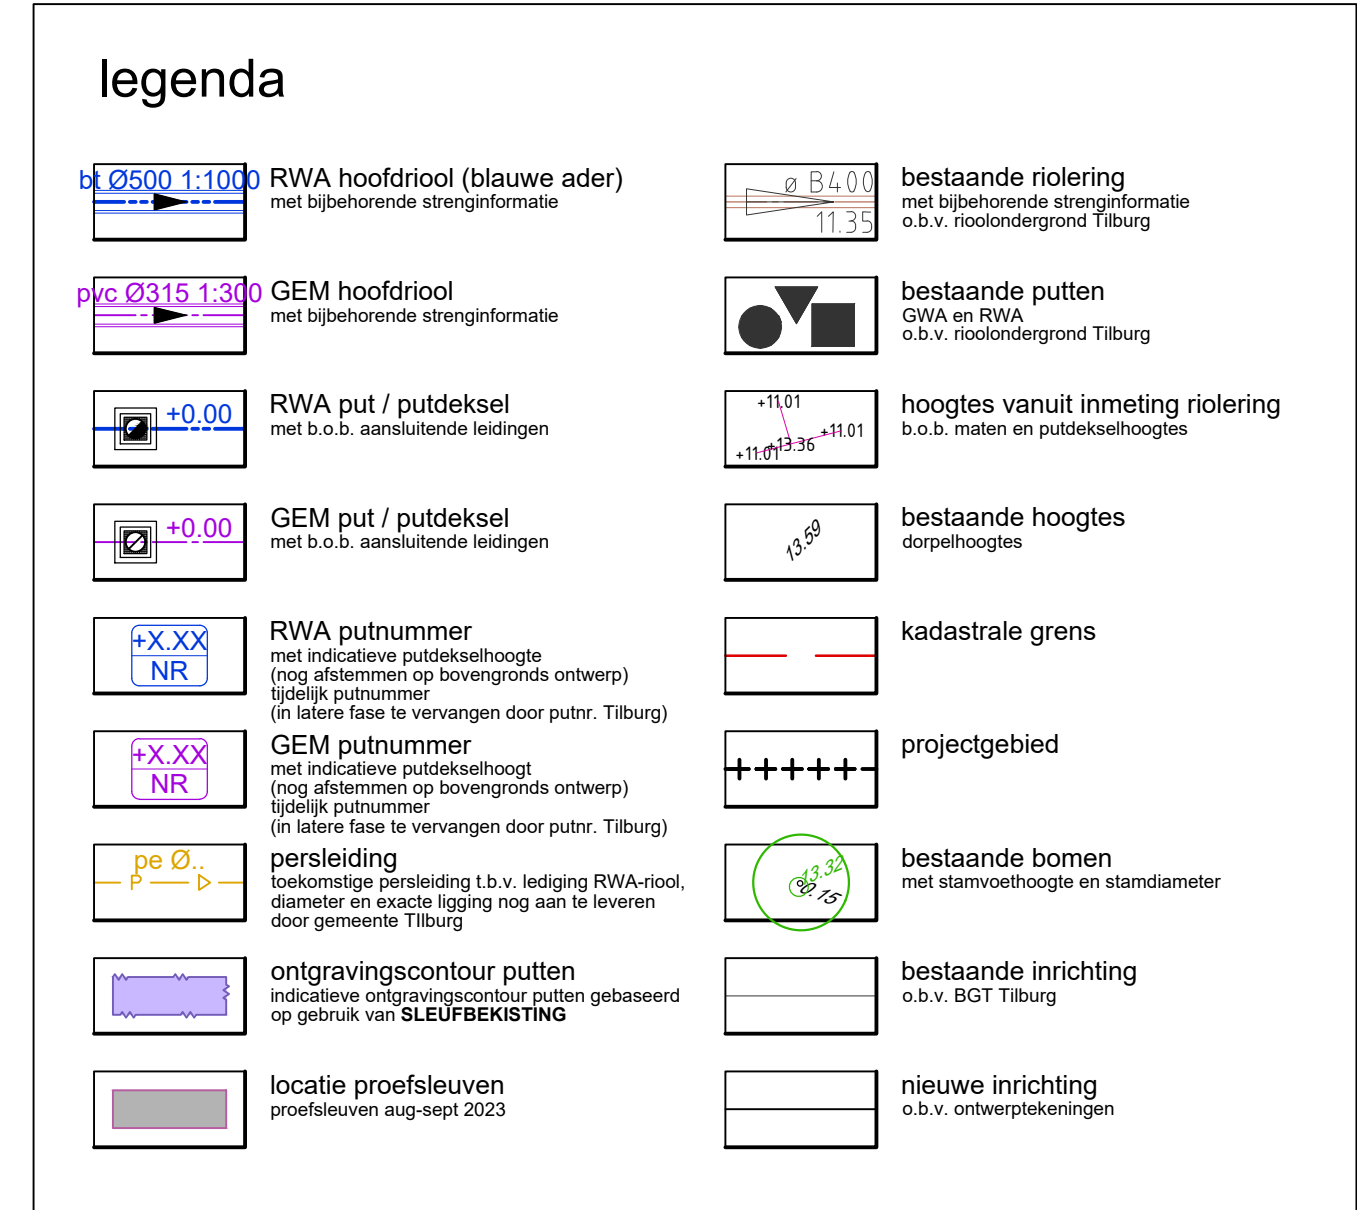 legenda
bt Ø500 1:1000
RWA hoofdriool (blauwe ader)
met bijbehorende strenginformatie
pvc Ø315 1:300
GEM hoofdriool
met bijbehorende strenginformatie
+0.00
RWA put / putdeksel
met b.o.b. aansluitende leidingen
+0.00
GEM put / putdeksel
met b.o.b. aansluitende leidingen
+X.XX
NR
RWA putnummer
met indicatieve putdekselhoogte
(nog afstemmen op bovengronds ontwerp)
tijdelijk putnummer
(in latere fase te vervangen door putnr. Tilburg)
+X.XX
NR
GEM putnummer
met indicatieve putdekselhoogt
(nog afstemmen op bovengronds ontwerp)
tijdelijk putnummer
(in latere fase te vervangen door putnr. Tilburg)
pe Ø..
P
persleiding
toekomstige persleiding t.b.v. lediging RWA-riool,
diameter en exacte ligging nog aan te leveren
door gemeente TIlburg
ontgravingscontour putten
indicatieve ontgravingscontour putten gebaseerd
op gebruik van SLEUFBEKISTING
locatie proefsleuven
proefsleuven aug-sept 2023
ø B400
11.35
bestaande riolering
met bijbehorende strenginformatie
o.b.v. rioolondergrond Tilburg
bestaande putten
GWA en RWA
o.b.v. rioolondergrond Tilburg
+11.01
+11.01
+13.36
+11.01
hoogtes vanuit inmeting riolering
b.o.b. maten en putdekselhoogtes
13.59
bestaande hoogtes
dorpelhoogtes
kadastrale grens
projectgebied
13.32
0.15
bestaande bomen
met stamvoethoogte en stamdiameter
bestaande inrichting
o.b.v. BGT Tilburg
nieuwe inrichting
o.b.v. ontwerptekeningen